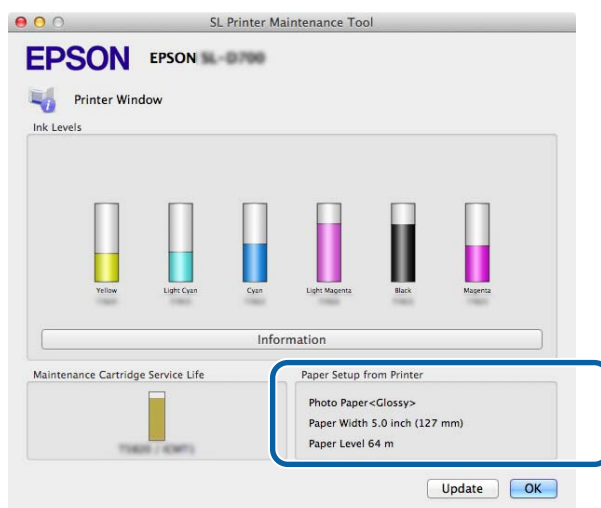 SL Printer Maintenance Tool
EPSON EPSON
Printer Window
Ink Levels
Yellow Light Cyan Cyan Light Magenta Black Magenta
Information
Maintenance Cartridge Service Life
Paper Setup from Printer
Photo Paper<Glossy>
Paper Width 5.0 inch (127 mm)
Paper Level 64 m
Update OK